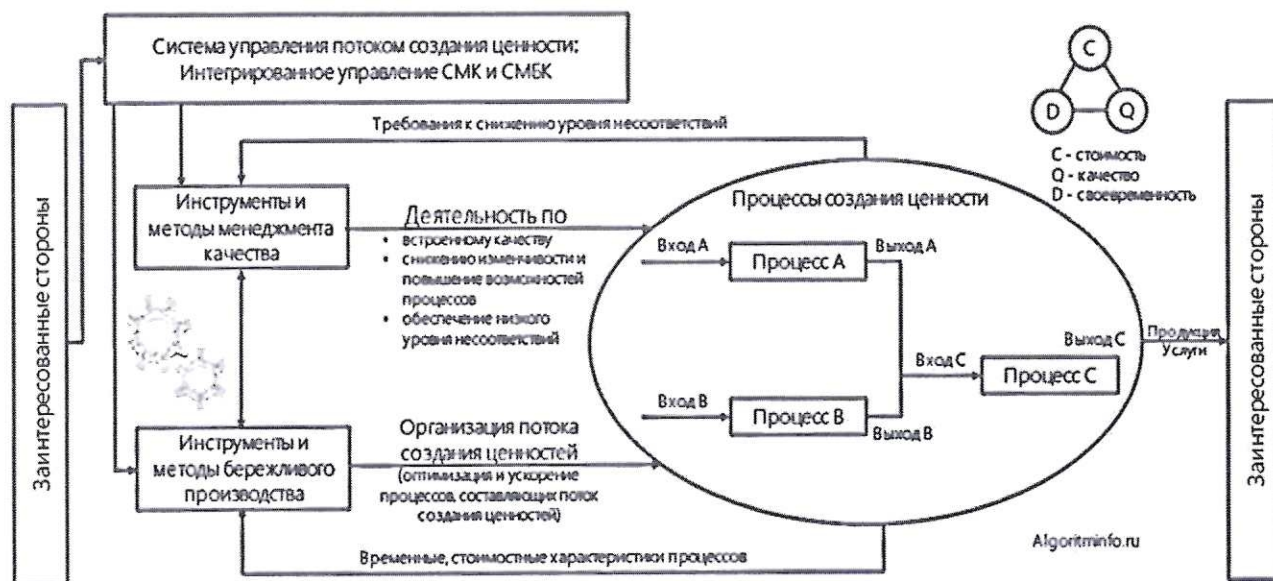 Система управления потоком создания ценности:
Интегрированное управление СМК и СМБК
Заинтересованные стороны
Требования к снижению уровня несоответствий
Инструменты и
методы менеджмента
качества
Деятельность по
• встроенному качеству
• снижению изменчивости и
повышение возможностей
процессов
• обеспечение низкого
уровня несоответствий
Процессы создания ценности
Вход А
Процесс А
Выход А
Вход В
Процесс В
Выход В
Вход С
Процесс С
Выход С
Инструменты и
методы бережливого
производства
Организация потока
создания ценностей
(оптимизация и ускорение
процессов, составляющих поток
создания ценностей)
Временные, стоимостные характеристики процессов
C
D
Q
C - стоимость
Q - качество
D - своевременность
Продукция
Услуги
Заинтересованные стороны
Algoritminfo.ru